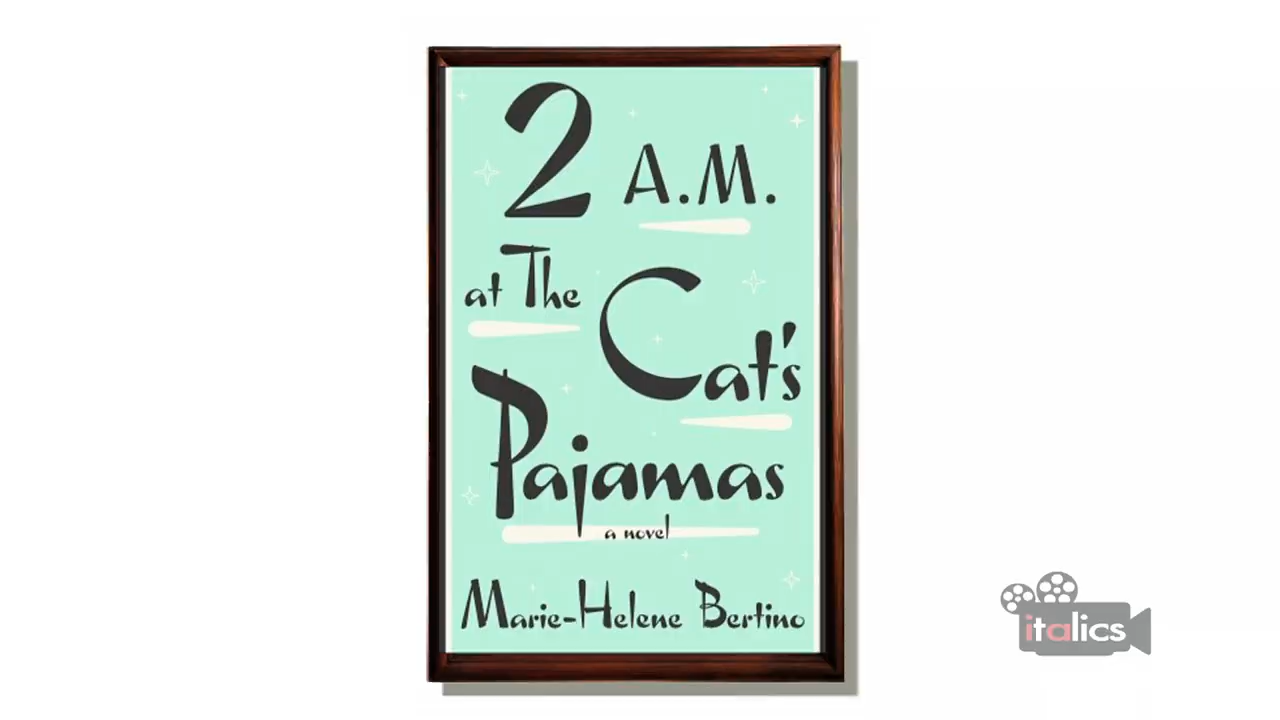 2 A.M.
at The Cat's
Pajamas
a novel
Marie-Helene Bertino
italics